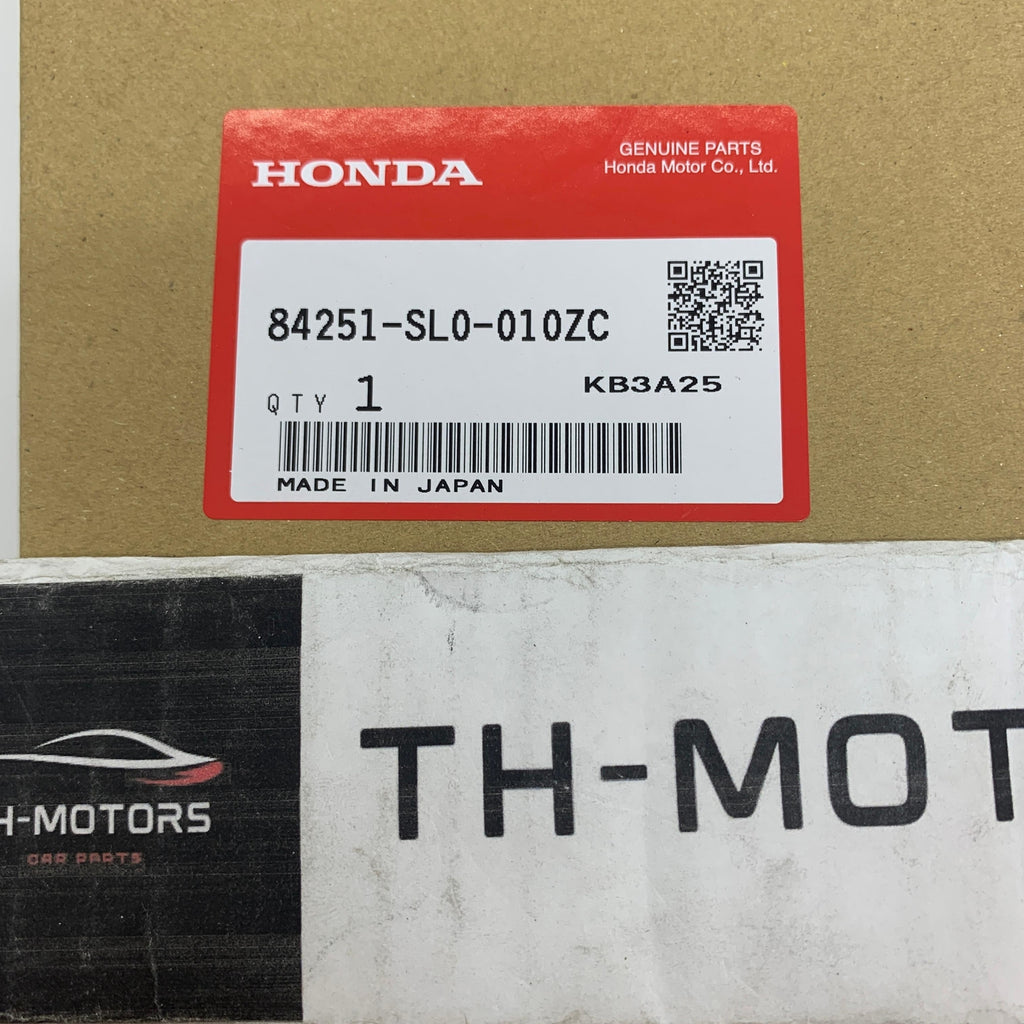 HONDA
GENUINE PARTS
Honda Motor Co., Ltd.
84251-SL0-010ZC
QTY 1
KB3A25
MADE IN JAPAN
TH-MOT
H-MOTORS
CAR PARTS